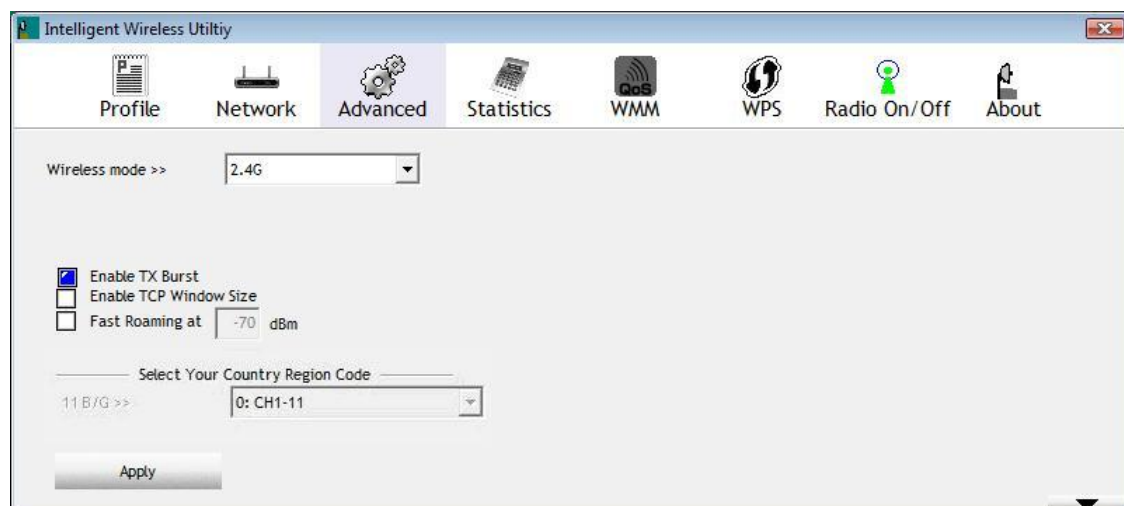 Intelligent Wireless Utiltiy
Profile Network Advanced Statistics WMM WPS Radio On/Off About
QoS
Wireless mode >> 2.4G
Enable TX Burst
Enable TCP Window Size
Fast Roaming at -70 dBm
Select Your Country Region Code
11 B/G >> 0: CH1-11
Apply